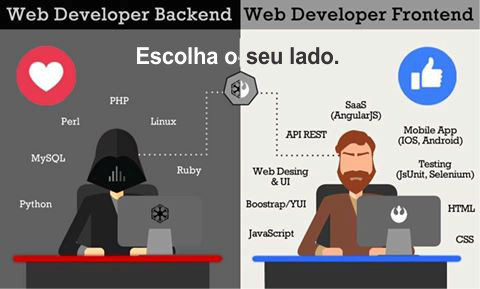 Web Developer Backend
Web Developer Frontend
Escolha o seu lado.
PHP
Perl
Linux
MySQL
Ruby
Python
SaaS
(AngularJS)
API REST
Mobile App
(IOS, Android)
Web Desing
& UI
Testing
(JsUnit, Selenium)
Boostrap/YUI
HTML
JavaScript
CSS